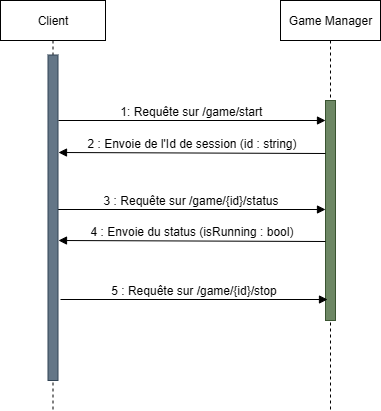 Client
Game Manager
1: Requête sur /game/start
2 : Envoie de l'Id de session (id : string)
3 : Requête sur /game/{id}/status
4 : Envoie du status (isRunning : bool)
5 : Requête sur /game/{id}/stop